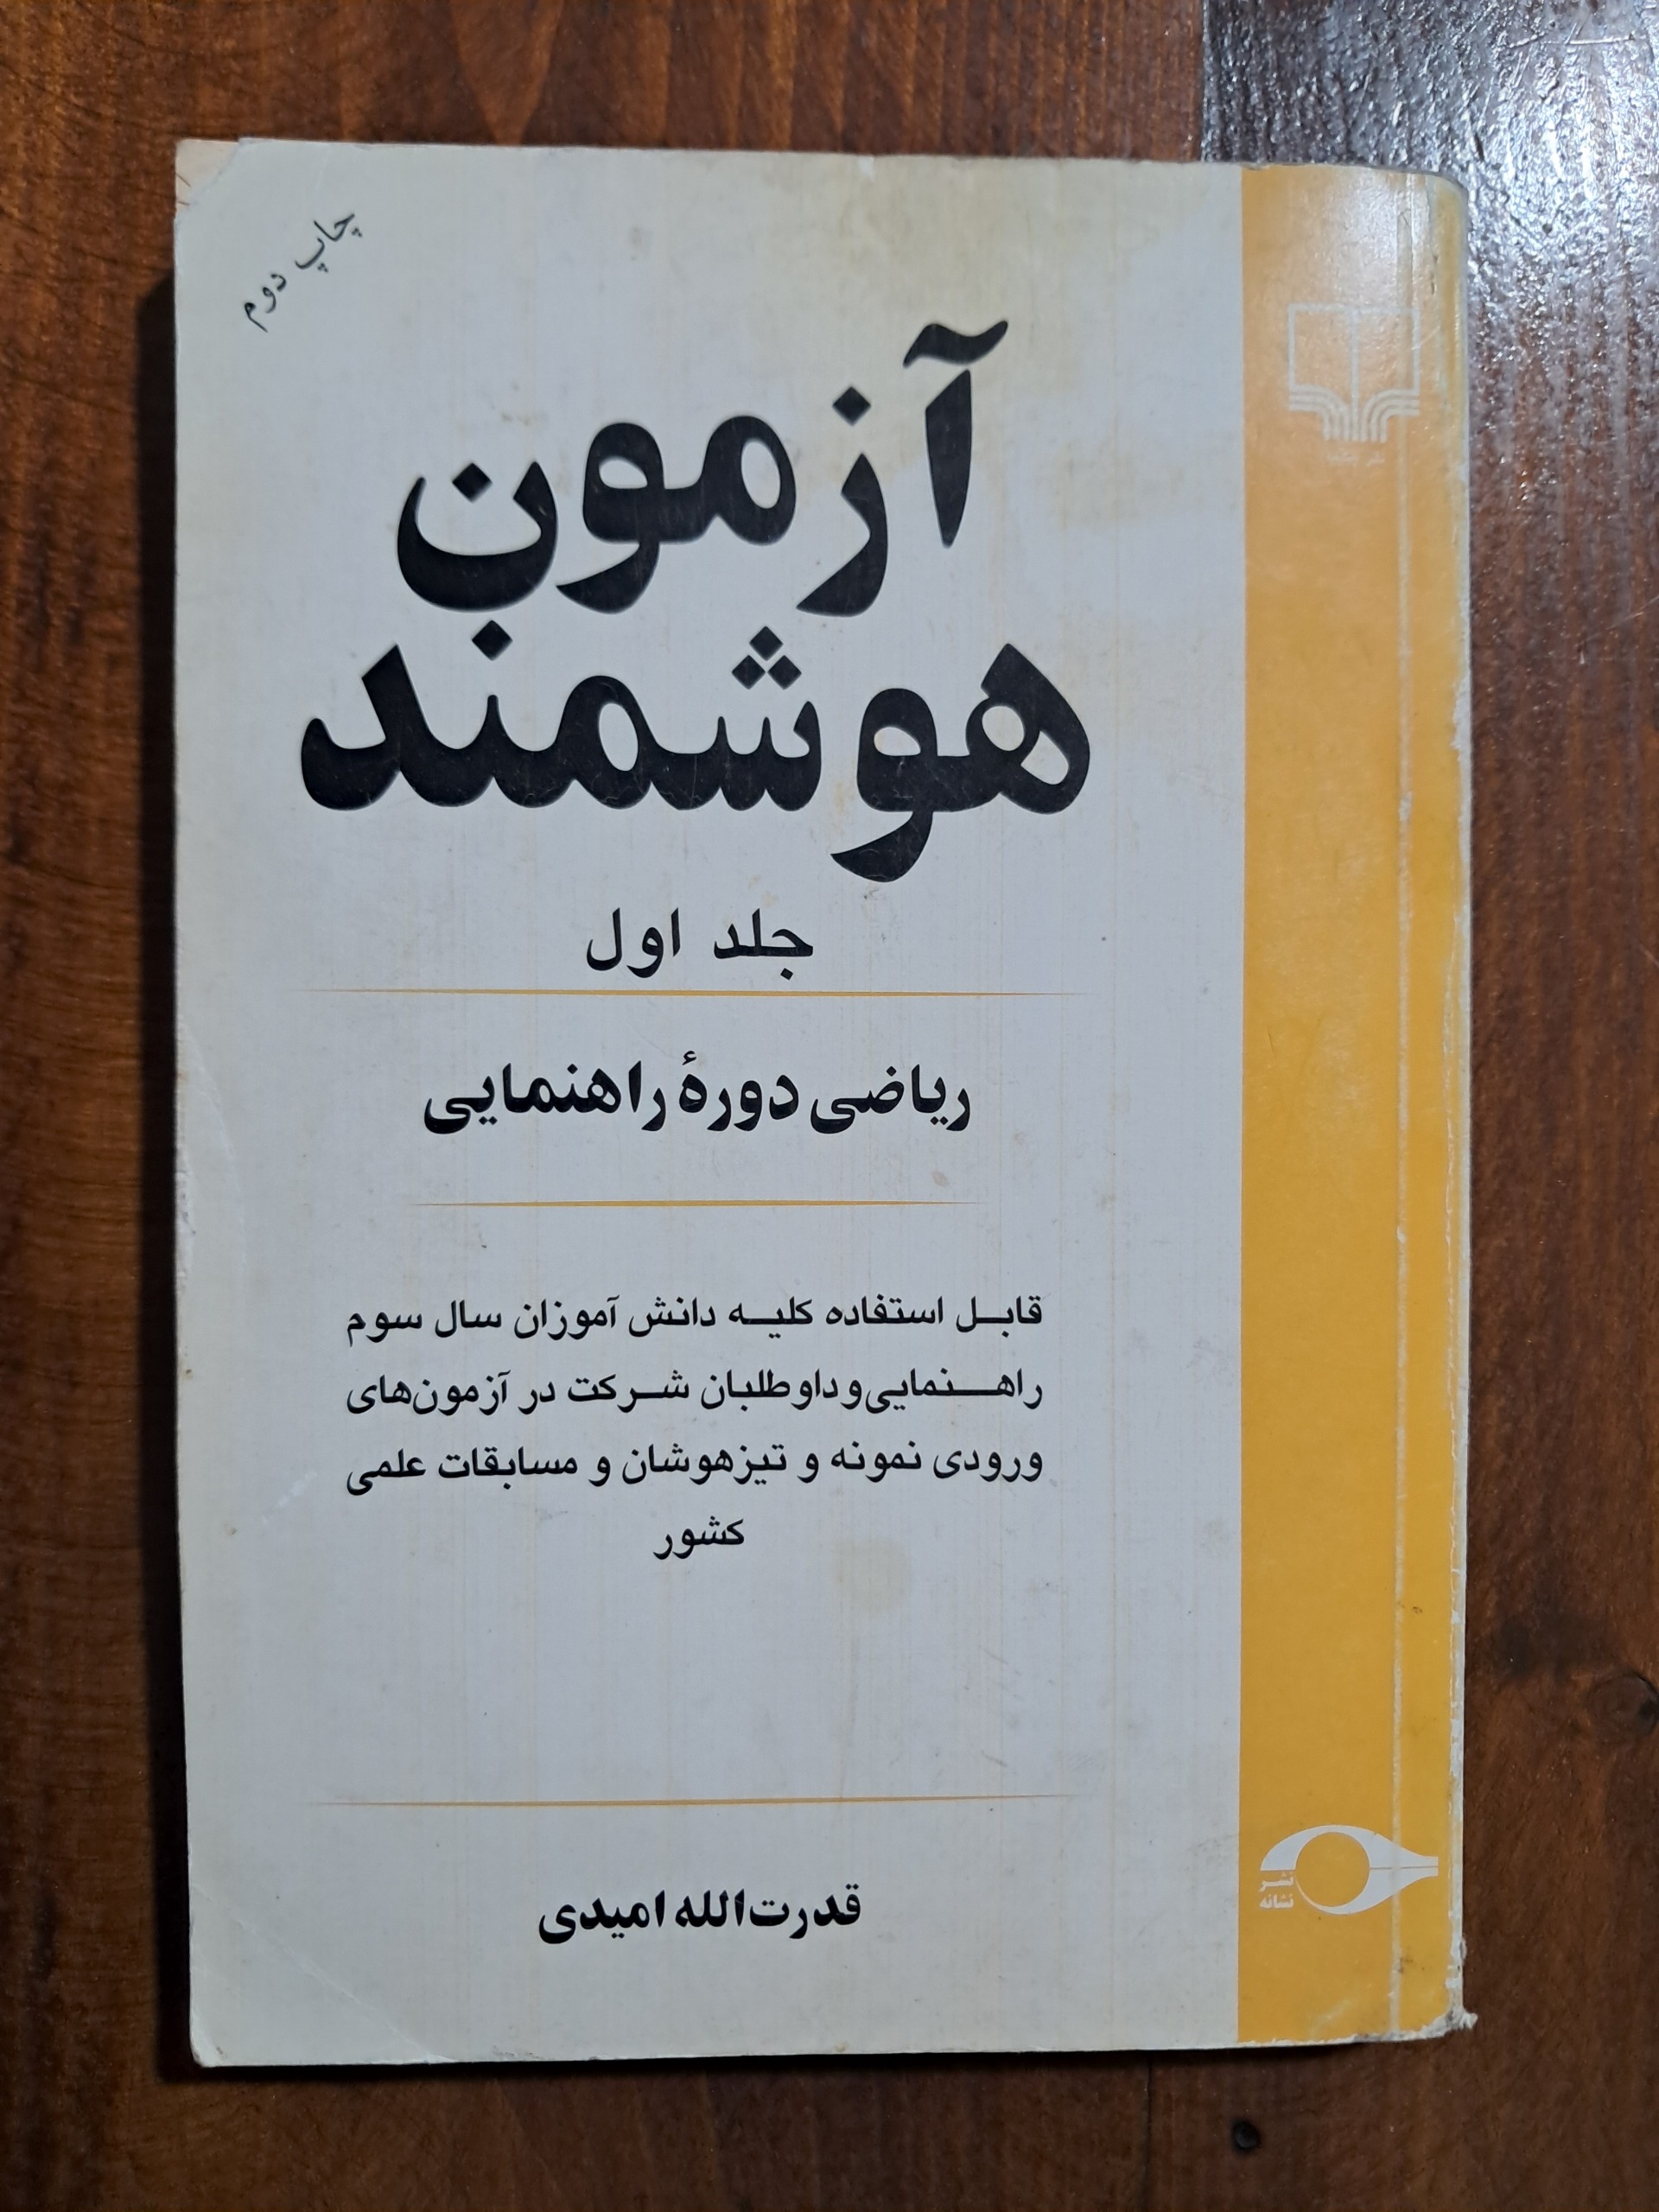 چاپ دوم
آزمون
هوشمند
جلد اول
ریاضی دورهٔ راهنمایی
قابل استفاده کلیه دانش آموزان سال سوم
راهنمایی و داوطلبان شرکت در آزمون‌های
ورودی نمونه و تیزهوشان و مسابقات علمی
کشور
قدرت‌الله امیدی
نشر
نشانه